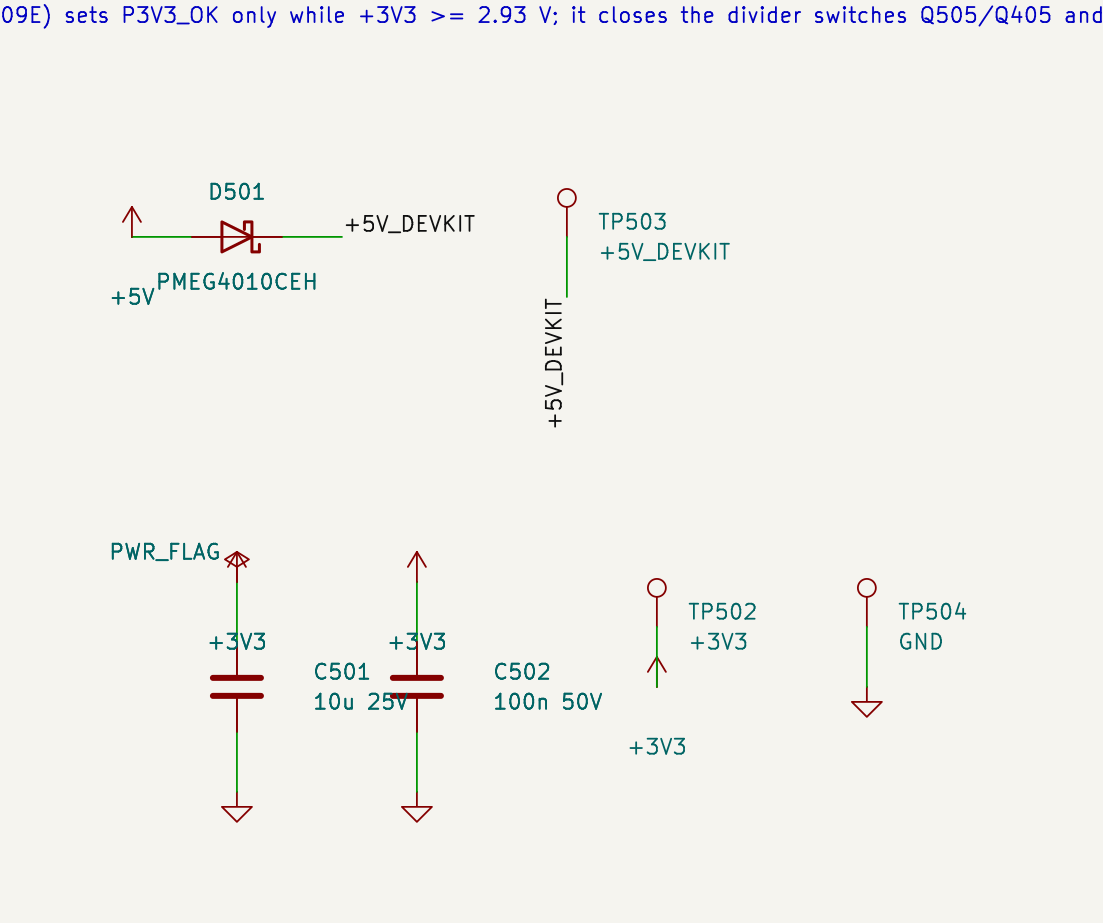 09E) sets P3V3_OK only while +3V3 >= 2.93 V; it closes the divider switches Q505/Q405 and
D501
+5V_DEVKIT
PMEG4010CEH
+5V
TP503
+5V_DEVKIT
+5V_DEVKIT
PWR_FLAG
+3V3
C501
10u 25V
+3V3
C502
100n 50V
TP502
+3V3
+3V3
TP504
GND